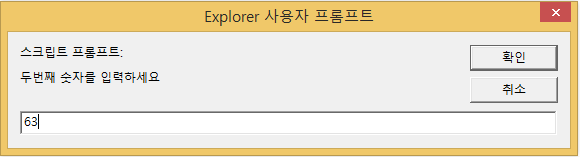 Explorer 사용자 프롬프트
스크립트 프롬프트:
확인
두번째 숫자를 입력하세요
취소
63